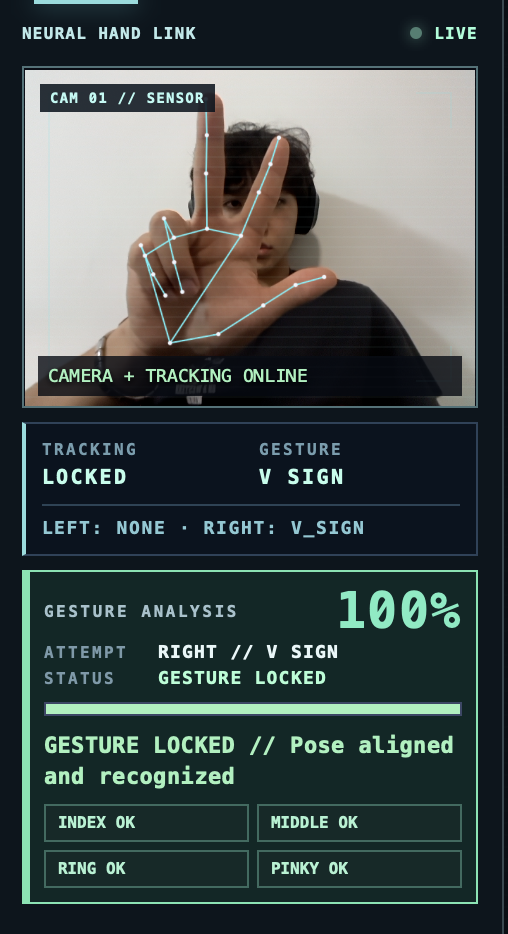 NEURAL HAND LINK
LIVE
CAM 01 // SENSOR
CAMERA + TRACKING ONLINE
TRACKING
GESTURE
LOCKED
V SIGN
LEFT: NONE · RIGHT: V_SIGN
GESTURE ANALYSIS
100%
ATTEMPT
RIGHT // V SIGN
STATUS
GESTURE LOCKED
GESTURE LOCKED // Pose aligned
and recognized
INDEX OK
MIDDLE OK
RING OK
PINKY OK